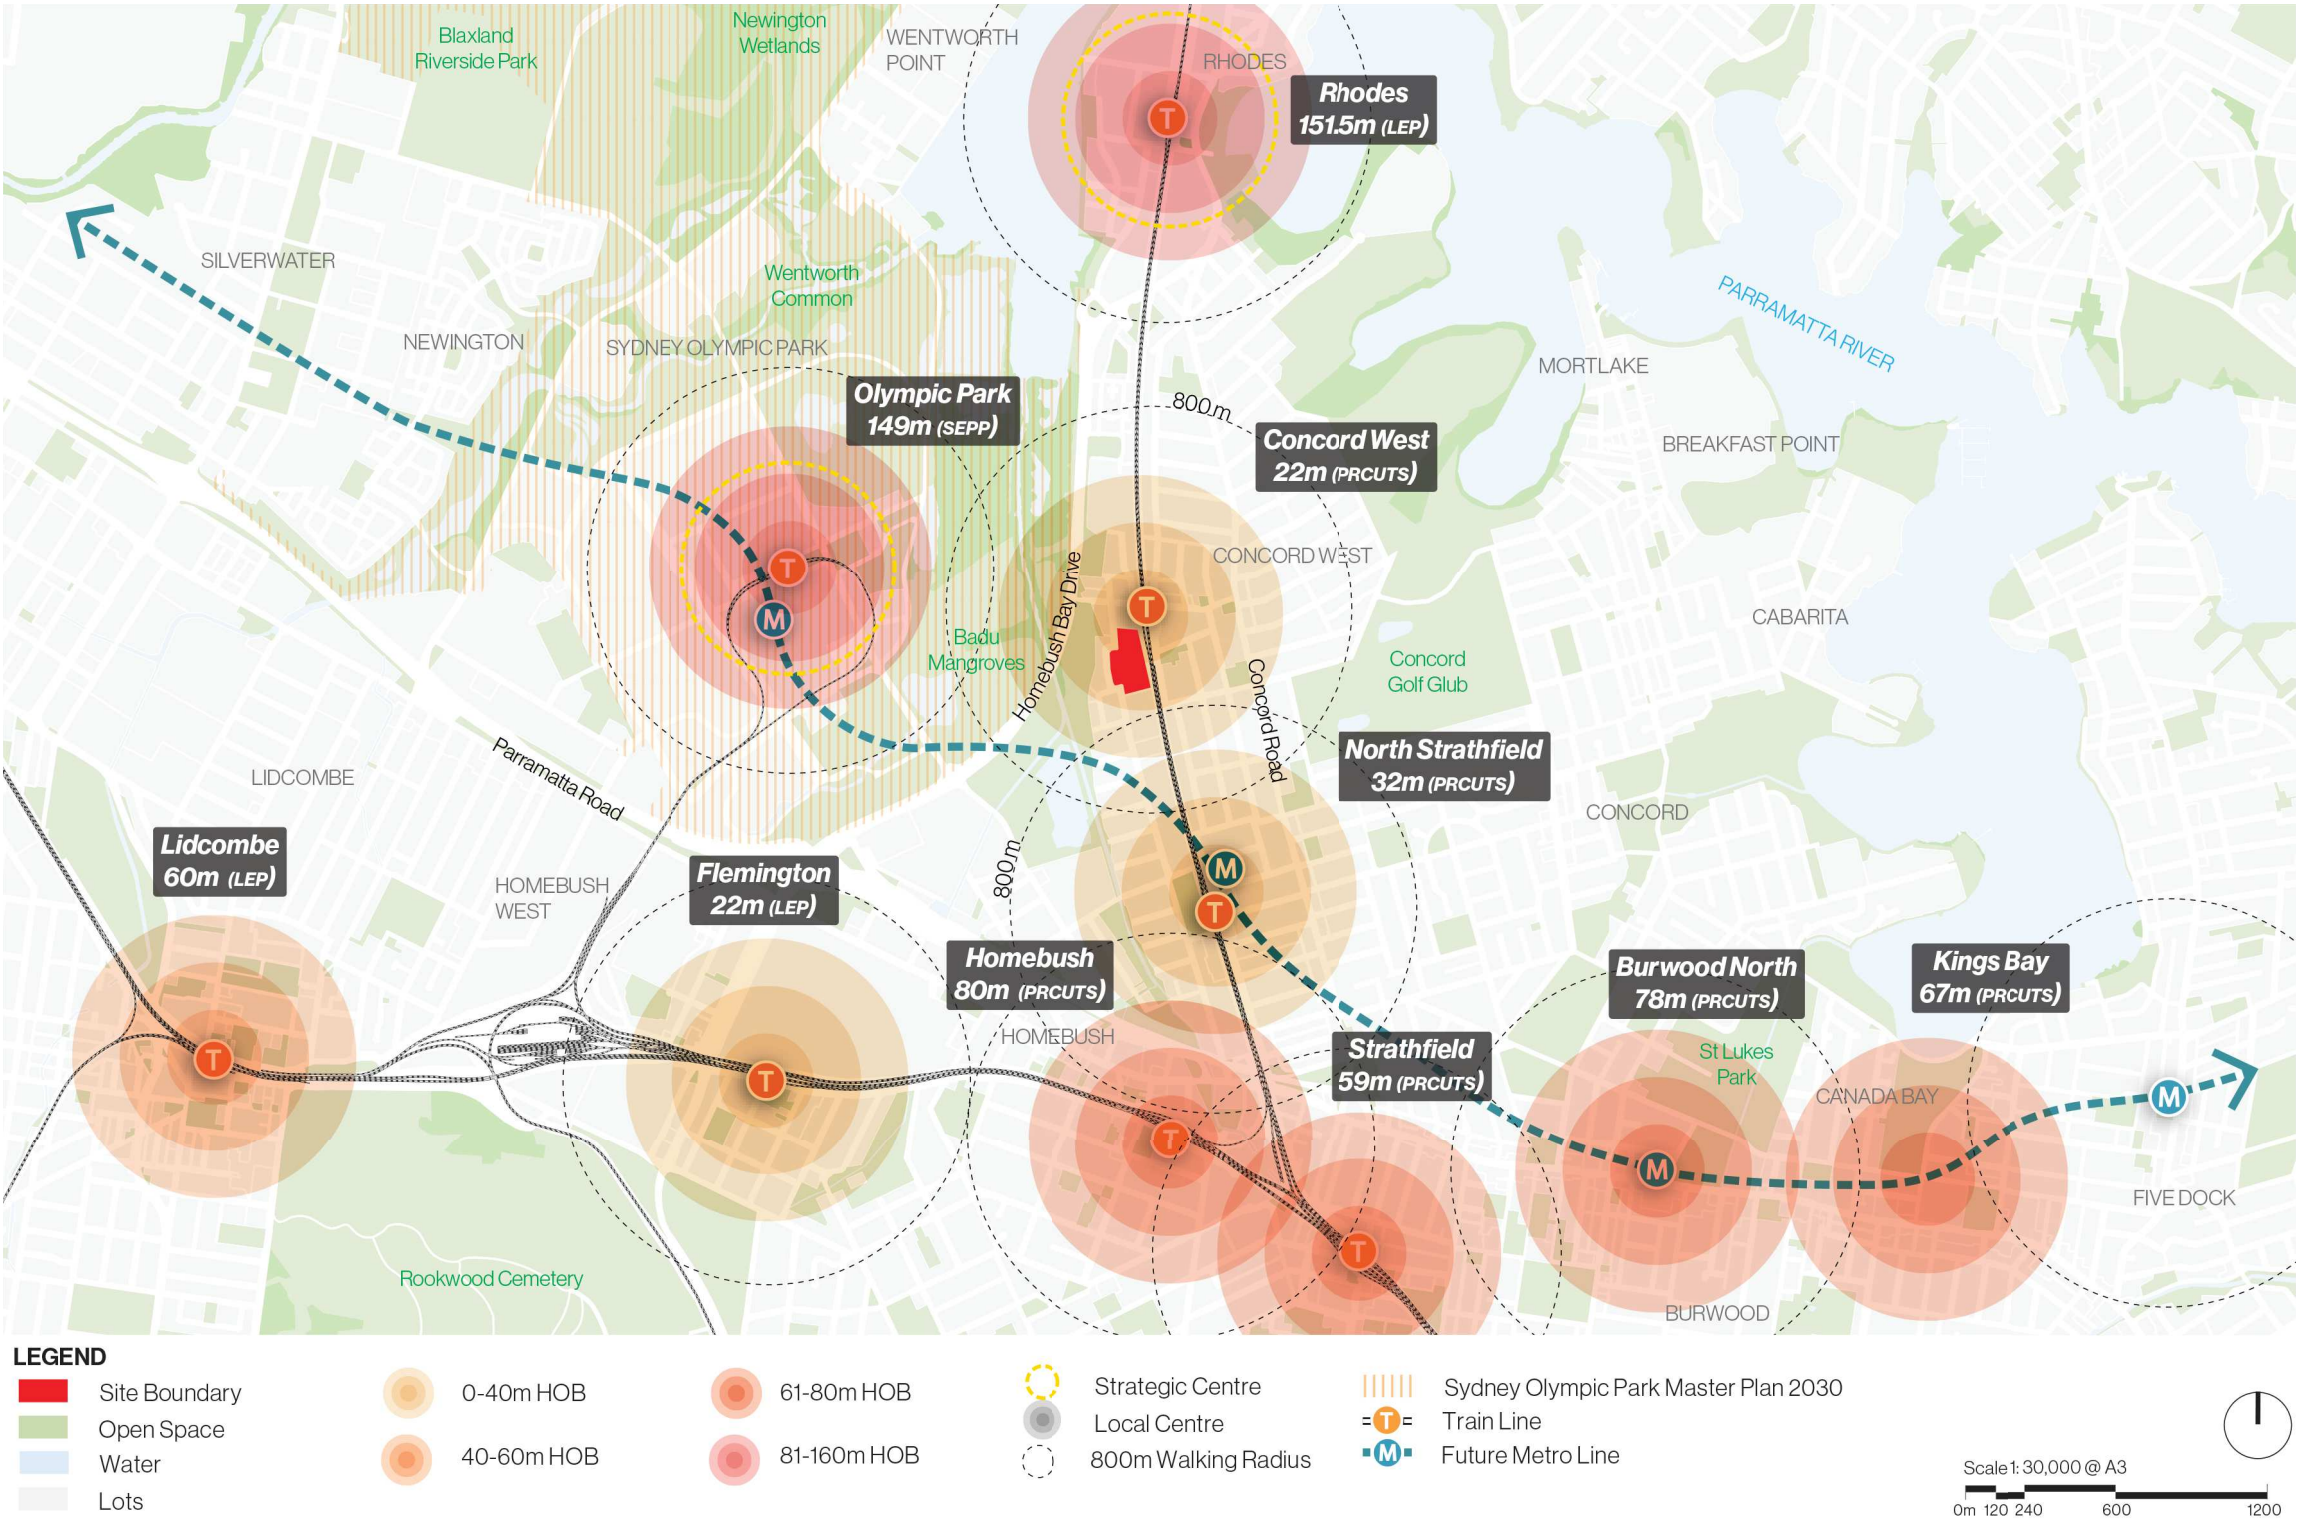 Blaxland
Riverside Park
Newington
Wetlands
WENTWORTH
POINT
RHODES
Rhodes
151.5m (LEP)
SILVERWATER
Wentworth
Common
NEWINGTON
SYDNEY OLYMPIC PARK
PARRAMATTA RIVER
MORTLAKE
Olympic Park
149m (SEPP)
800m
Concord West
22m (PRCUTS)
BREAKFAST POINT
CONCORD WEST
T
T
T
M
CABARITA
Homebush Bay Drive
Badu
Mangroves
Concord
Golf Glub
Concord Road
Parramatta Road
North Strathfield
32m (PRCUTS)
LIDCOMBE
CONCORD
Lidcombe
60m (LEP)
Flemington
22m (LEP)
800m
M
T
HOMEBUSH
WEST
Homebush
80m (PRCUTS)
Burwood North
78m (PRCUTS)
Kings Bay
67m (PRCUTS)
HOMEBUSH
Strathfield
59m (PRCUTS)
St Lukes
Park
CANADA BAY
T
T
T
T
M
M
FIVE DOCK
Rookwood Cemetery
BURWOOD
LEGEND
Site Boundary
Open Space
Water
Lots
0-40m HOB
40-60m HOB
61-80m HOB
81-160m HOB
Strategic Centre
Local Centre
800m Walking Radius
Sydney Olympic Park Master Plan 2030
T Train Line
M Future Metro Line
Scale 1: 30,000 @ A3
0m 120 240 600 1200